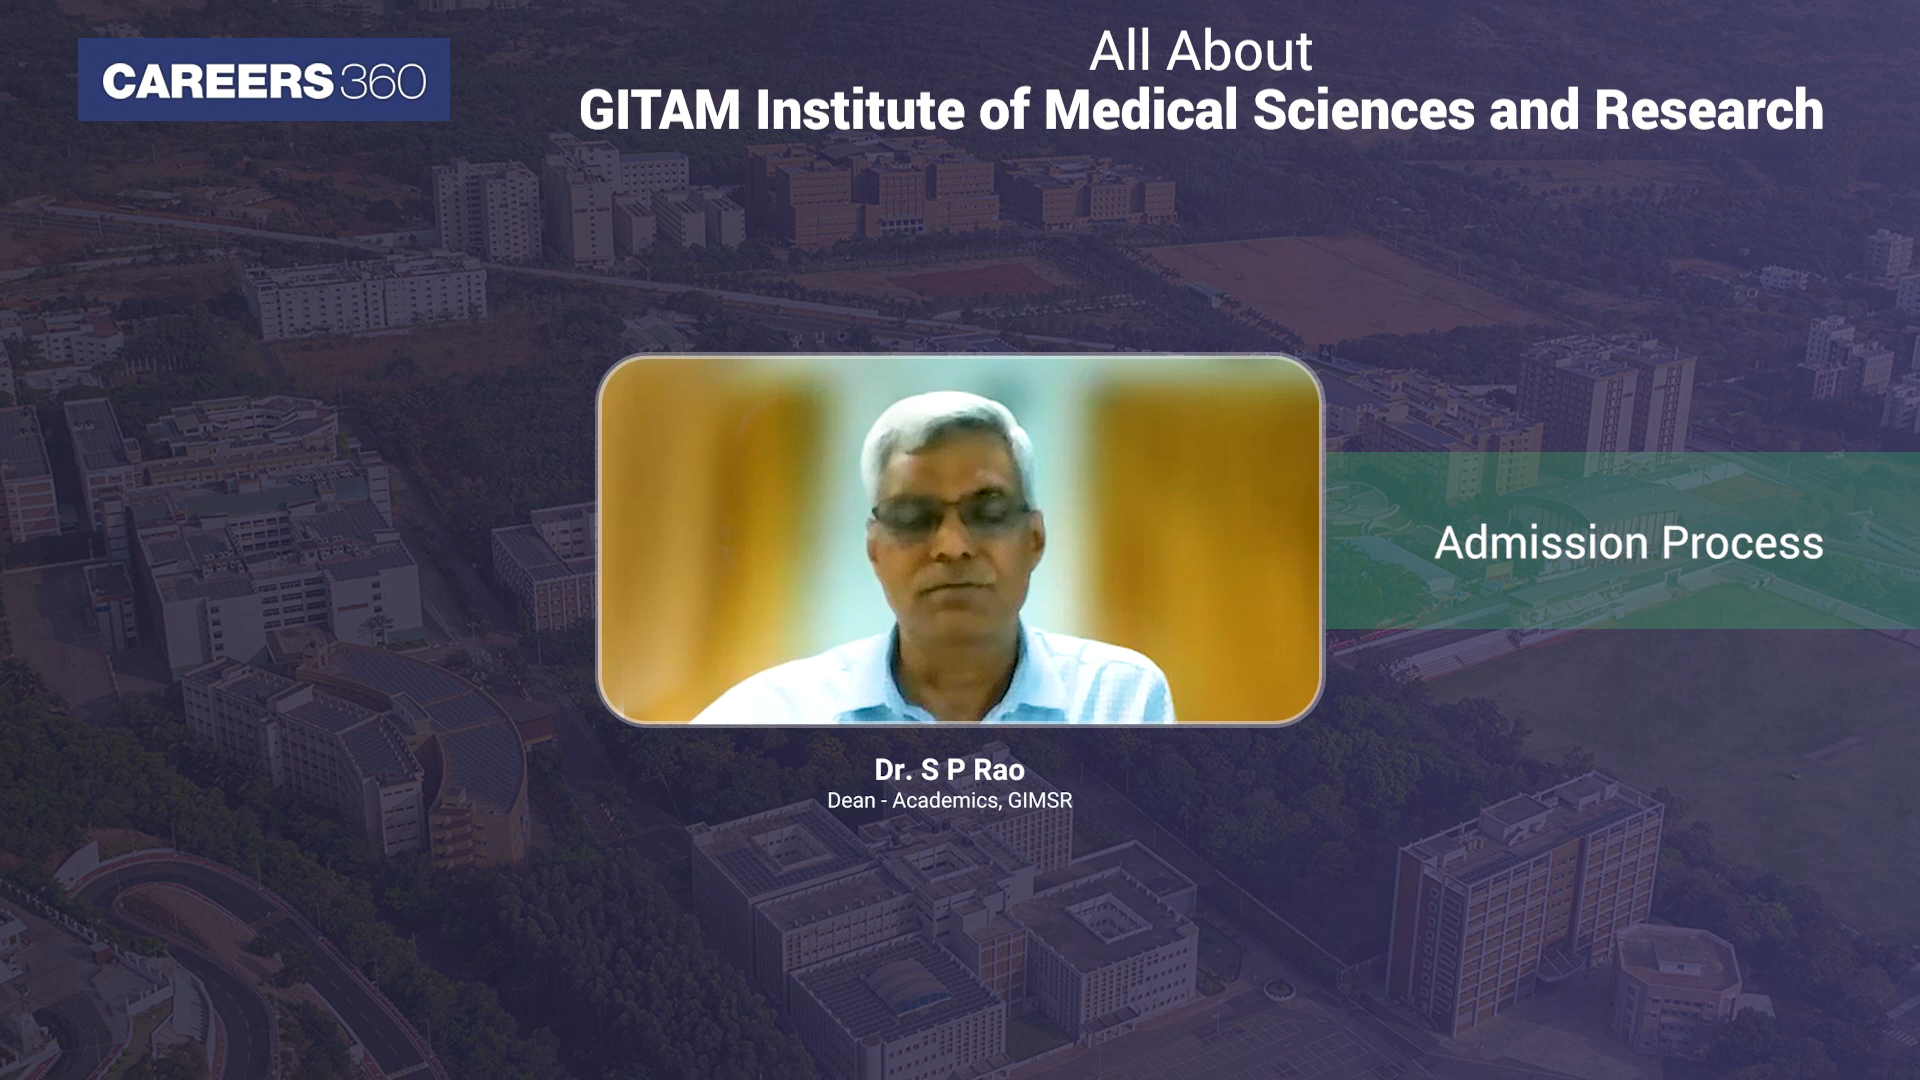 CAREERS360
All About
GITAM Institute of Medical Sciences and Research
Admission Process
Dr. S P Rao
Dean - Academics, GIMSR